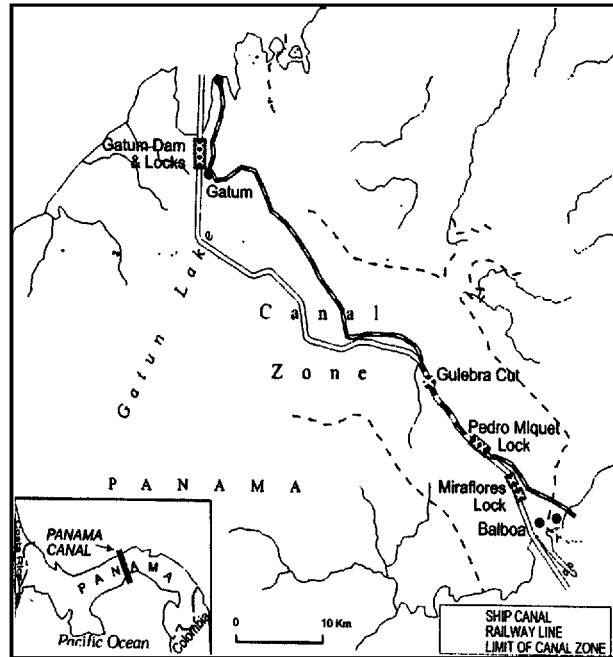 Gatum Dam
& Locks
Gatum
Gatun Lake
Canal
Zone
Gulebra Cut
Pedro Miquet
Lock
Miraflores
Lock
Balboa
PANAMA
PANAMA
CANAL
PANAMA
Pacific Ocean
Colombia
0 10 Km
SHIP CANAL
RAILWAY LINE
LIMIT OF CANAL ZONE